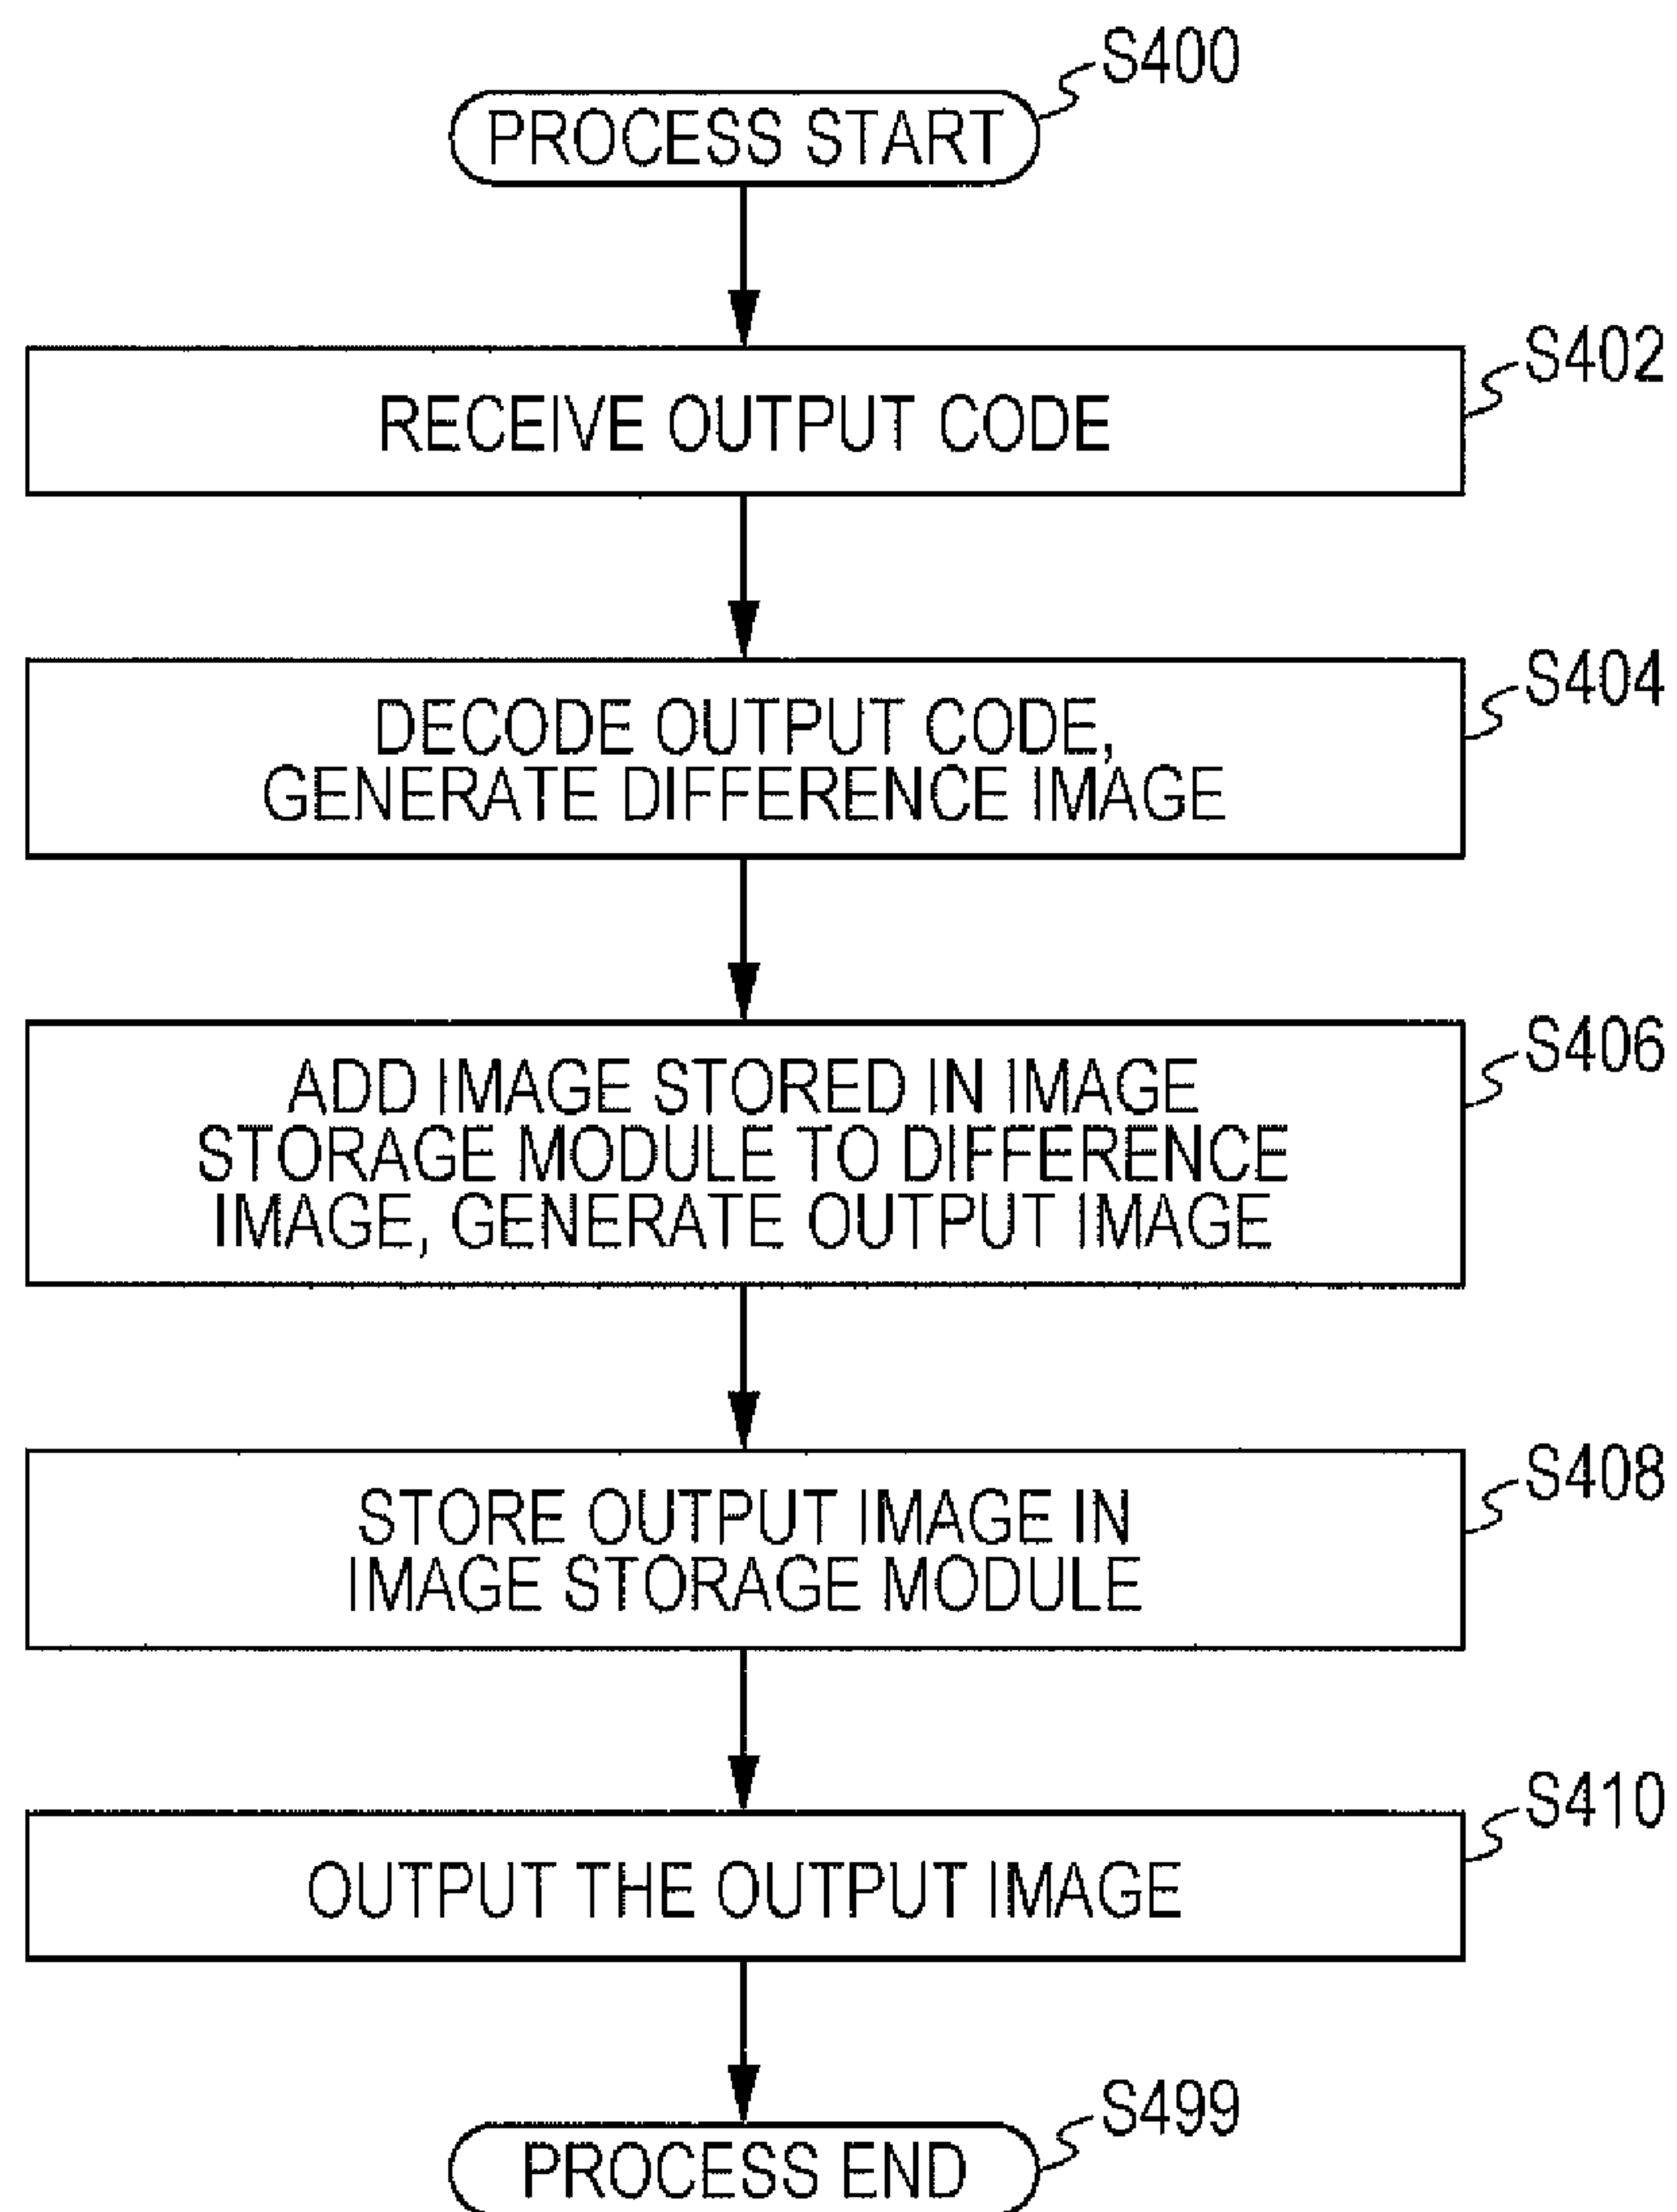 S400
PROCESS START
S402
RECEIVE OUTPUT CODE
S404
DECODE OUTPUT CODE,
GENERATE DIFFERENCE IMAGE
S406
ADD IMAGE STORED IN IMAGE
STORAGE MODULE TO DIFFERENCE
IMAGE, GENERATE OUTPUT IMAGE
S408
STORE OUTPUT IMAGE IN
IMAGE STORAGE MODULE
S410
OUTPUT THE OUTPUT IMAGE
S499
PROCESS END